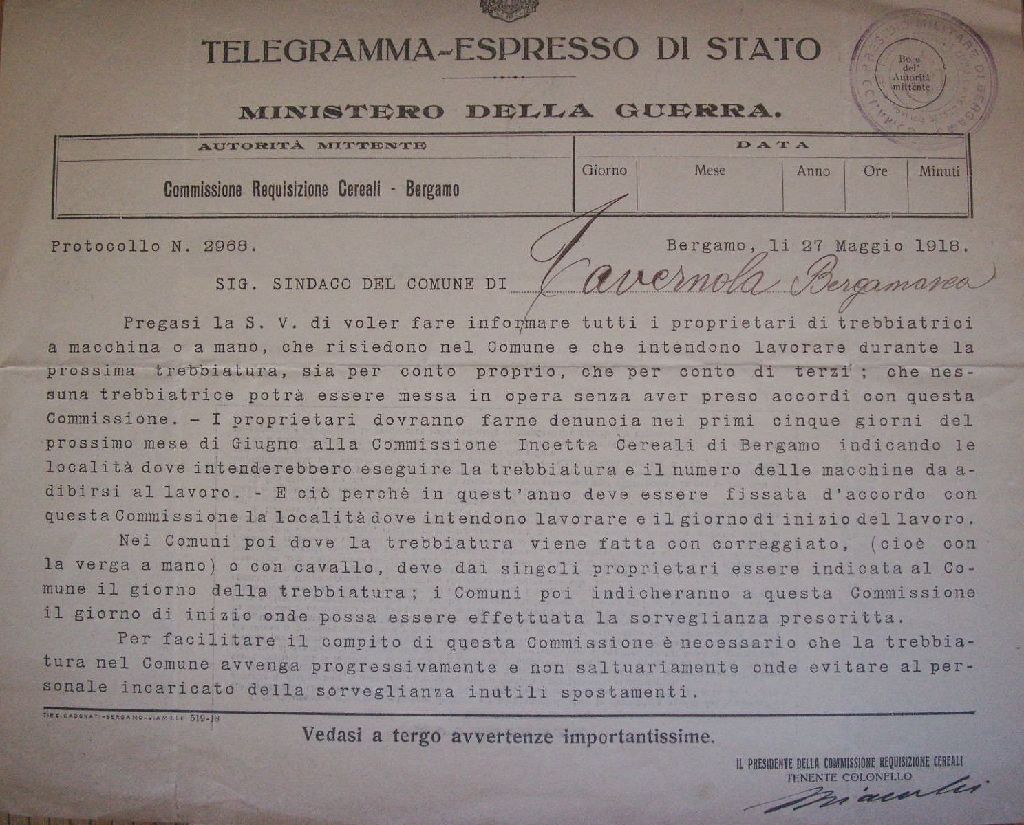 TELEGRAMMA-ESPRESSO DI STATO
MINISTERO DELLA GUERRA.
Bollo
dell'
Autorità
mittente
AUTORITÀ MITTENTE
DATA
Commissione Requisizione Cereali - Bergamo
Giorno Mese Anno Ore Minuti
Protocollo N. 2968.
Bergamo, li 27 Maggio 1918.
SIG. SINDACO DEL COMUNE DI Tavernola Bergamasca
Pregasi la S. V. di voler fare informare tutti i proprietari di trebbiatrici
a macchina o a mano, che risiedono nel Comune e che intendono lavorare durante la
prossima trebbiatura, sia per conto proprio, che per conto di terzi; che nes-
suna trebbiatrice potrà essere messa in opera senza aver preso accordi con questa
Commissione. - I proprietari dovranno farne denuncia nei primi cinque giorni del
prossimo mese di Giugno alla Commissione Incetta Cereali di Bergamo indicando le
località dove intenderebbero eseguire la trebbiatura e il numero delle macchine da a-
dibirsi al lavoro. - E ciò perchè in quest'anno deve essere fissata d'accordo con
questa Commissione la località dove intendono lavorare e il giorno di inizio del lavoro.
Nei Comuni poi dove la trebbiatura viene fatta con correggiato, (cioè con
la verga a mano) o con cavallo, deve dai singoli proprietari essere indicata al Co-
mune il giorno della trebbiatura; i Comuni poi indicheranno a questa Commissione
il giorno di inizio onde possa essere effettuata la sorveglianza prescritta.
Per facilitare il compito di questa Commissione è necessario che la trebbia-
tura nel Comune avvenga progressivamente e non saltuariamente onde evitare al per-
sonale incaricato della sorveglianza inutili spostamenti.
519-18
Vedasi a tergo avvertenze importantissime.
IL PRESIDENTE DELLA COMMISSIONE REQUISIZIONE CEREALI
TENENTE COLONELLO